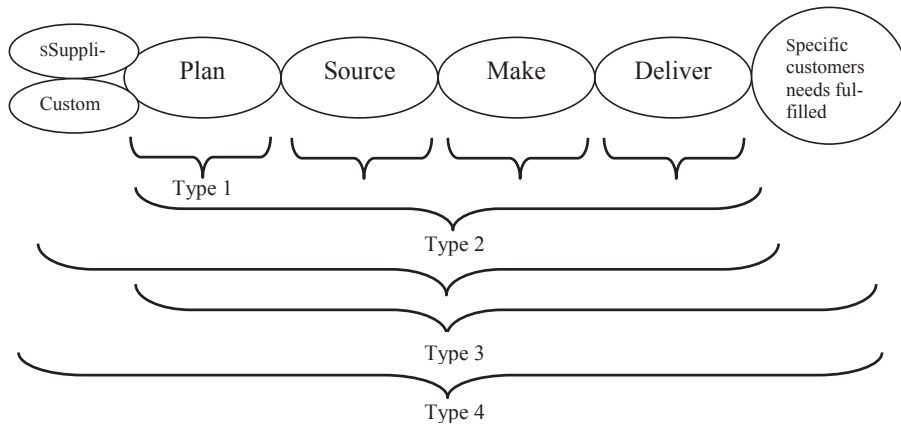 sSuppli-
Custom
Plan
Source
Make
Deliver
Specific
customers
needs ful-
filled
Type 1
Type 2
Type 3
Type 4